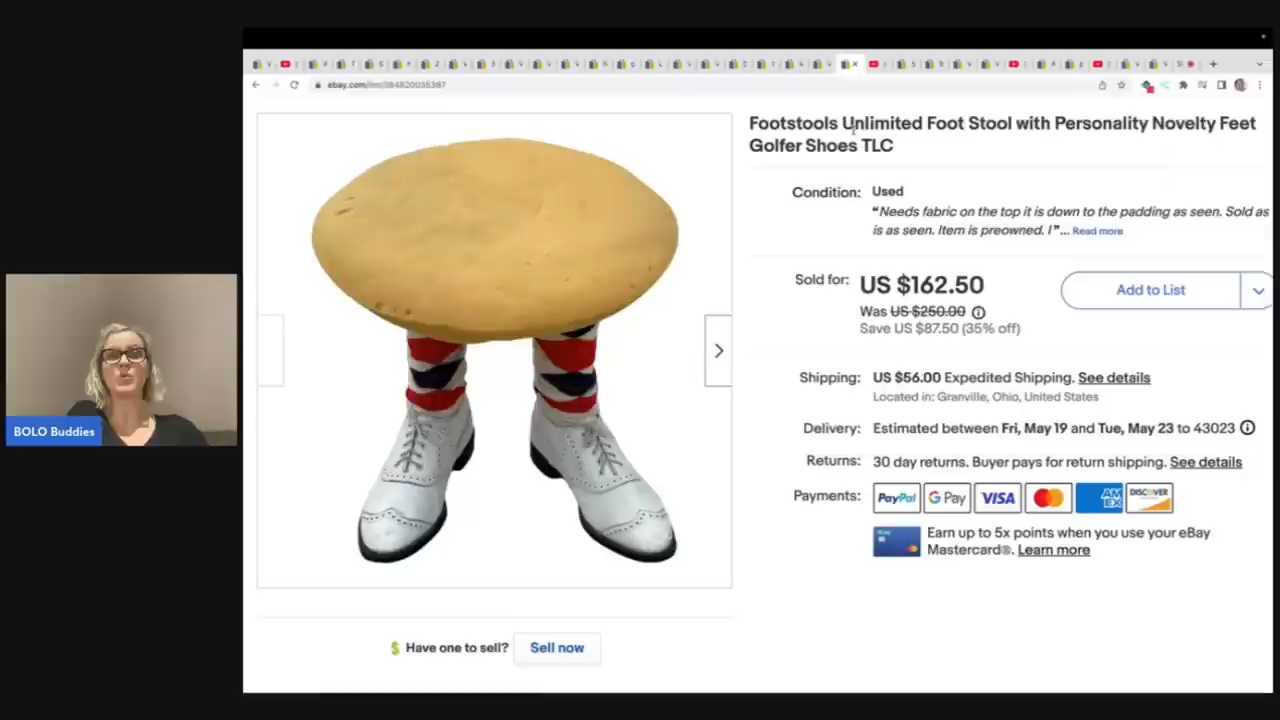 ebay.com/itm/364820035387
Footstools Unlimited Foot Stool with Personality Novelty Feet
Golfer Shoes TLC
Condition: Used
"Needs fabric on the top it is down to the padding as seen. Sold as
is as seen. Item is preowned. I"... Read more
Sold for: US $162.50 Add to List
Was US $250.00
Save US $87.50 (35% off)
Shipping: US $56.00 Expedited Shipping. See details
Located in: Granville, Ohio, United States
BOLO Buddies
Delivery: Estimated between Fri, May 19 and Tue, May 23 to 43023
Returns: 30 day returns. Buyer pays for return shipping. See details
Payments: PayPal G Pay VISA MasterCard AM EX DISCOVER
Earn up to 5x points when you use your eBay
Mastercard®. Learn more
$ Have one to sell? Sell now